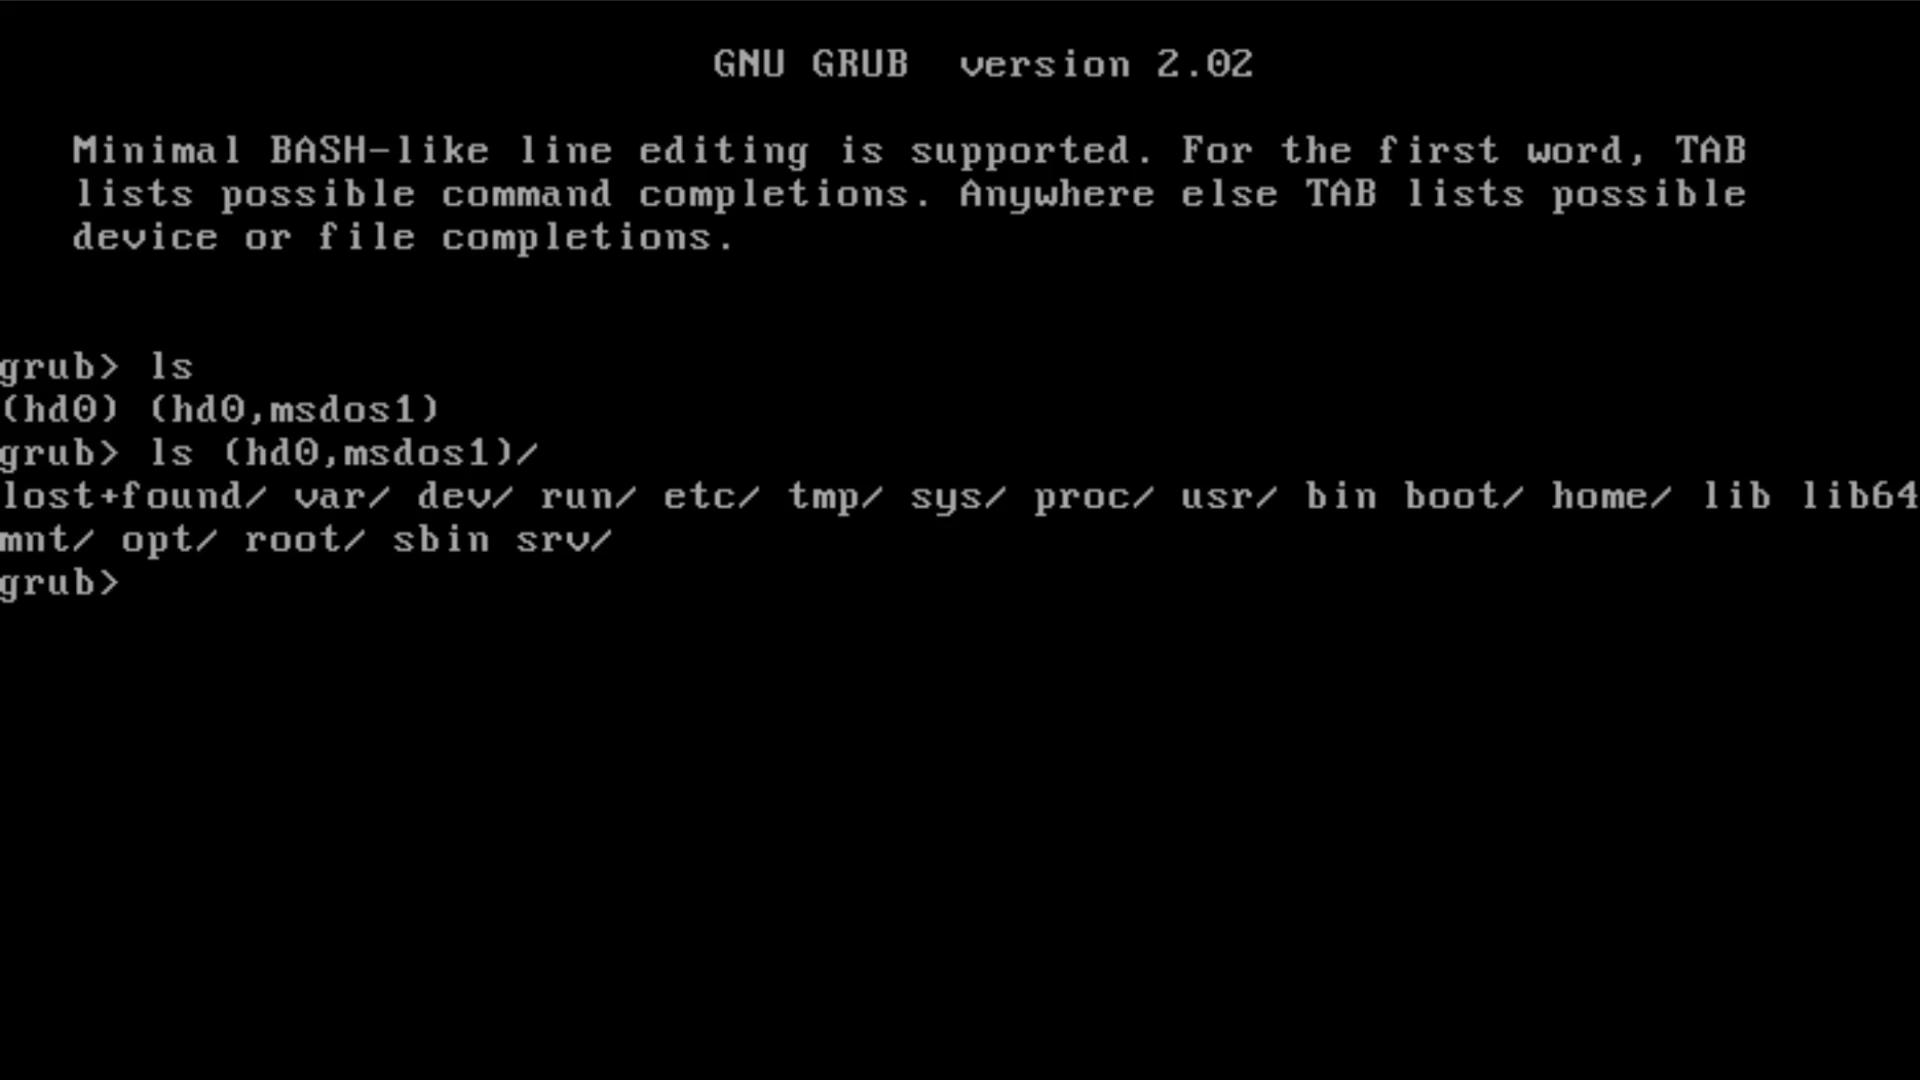 GNU GRUB  version 2.02
Minimal BASH-like line editing is supported. For the first word, TAB
lists possible command completions. Anywhere else TAB lists possible
device or file completions.
grub> ls
(hd0) (hd0,msdos1)
grub> ls (hd0,msdos1)/
lost+found/ var/ dev/ run/ etc/ tmp/ sys/ proc/ usr/ bin boot/ home/ lib lib64
mnt/ opt/ root/ sbin srv/
grub>